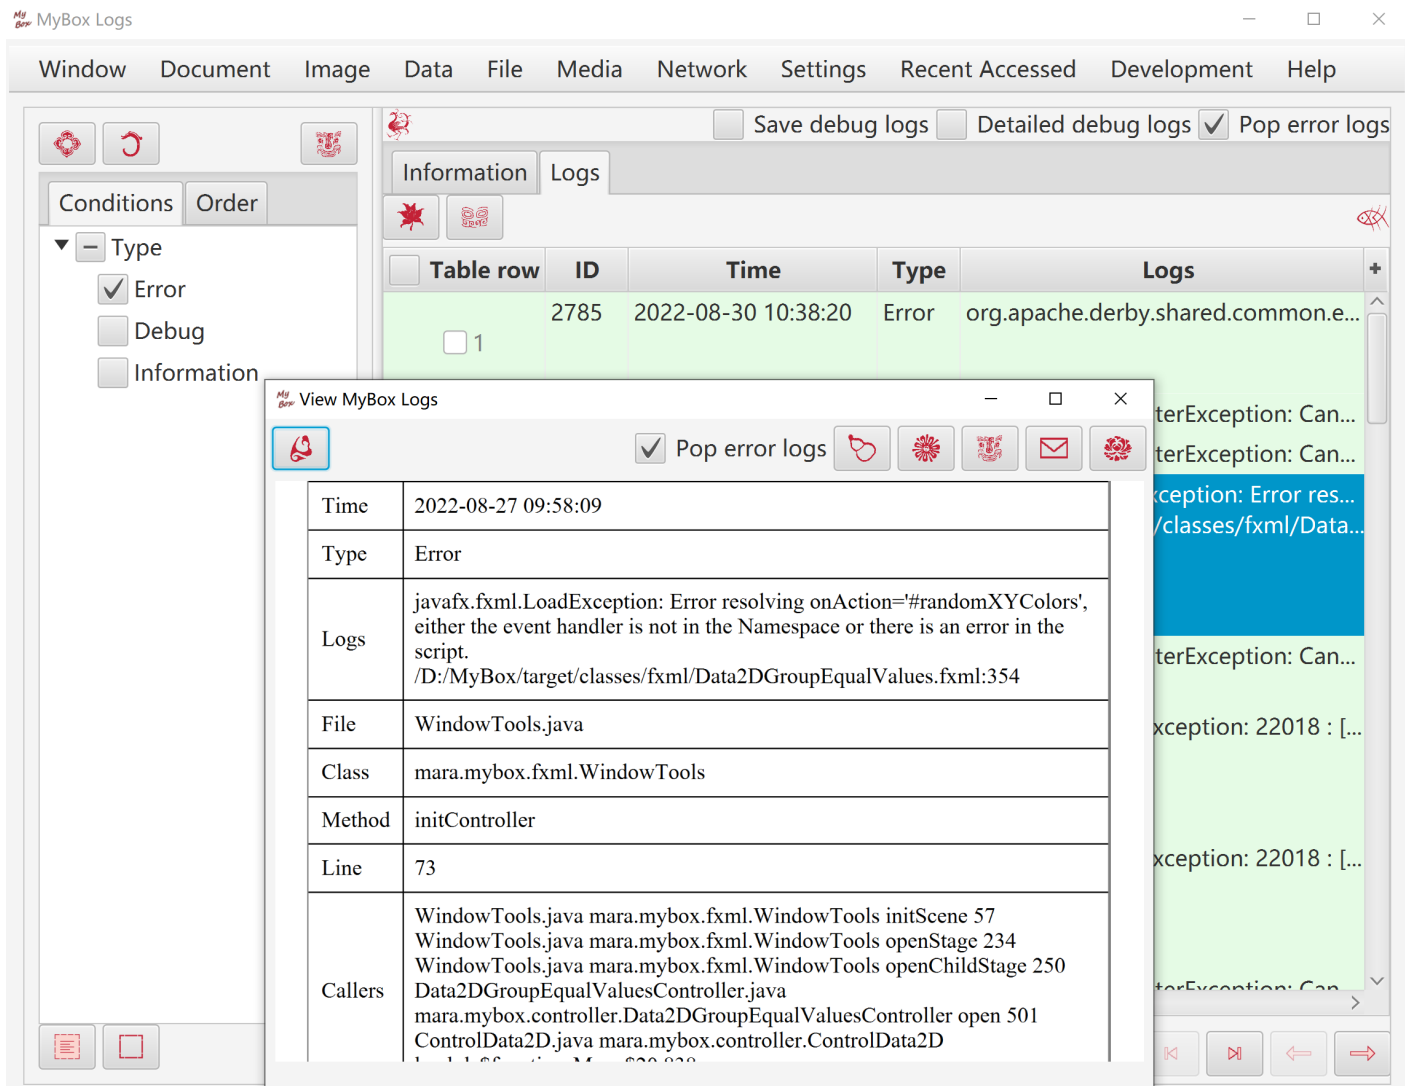 MyBox Logs
Window Document Image Data File Media Network Settings Recent Accessed Development Help
Save debug logs Detailed debug logs Pop error logs
Information Logs
Conditions Order
Type
Error
Debug
Information
Table row ID Time Type Logs +
1 2785 2022-08-30 10:38:20 Error org.apache.derby.shared.common.e...
terException: Can...
terException: Can...
xception: Error res...
/classes/fxml/Data...
terException: Can...
xception: 22018 : [...
xception: 22018 : [...
terException: Can...
View MyBox Logs
Pop error logs
Time 2022-08-27 09:58:09
Type Error
Logs
javafx.fxml.LoadException: Error resolving onAction='#randomXYColors',
either the event handler is not in the Namespace or there is an error in the
script.
/D:/MyBox/target/classes/fxml/Data2DGroupEqualValues.fxml:354
File WindowTools.java
Class mara.mybox.fxml.WindowTools
Method initController
Line 73
Callers
WindowTools.java mara.mybox.fxml.WindowTools initScene 57
WindowTools.java mara.mybox.fxml.WindowTools openStage 234
WindowTools.java mara.mybox.fxml.WindowTools openChildStage 250
Data2DGroupEqualValuesController.java
mara.mybox.controller.Data2DGroupEqualValuesController open 501
ControlData2D.java mara.mybox.controller.ControlData2D